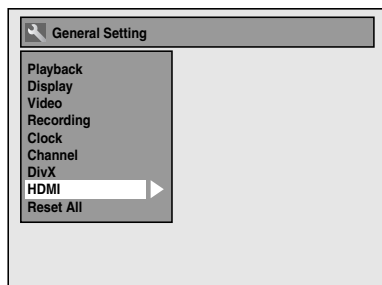 General Setting
Playback
Display
Video
Recording
Clock
Channel
DivX
HDMI
Reset All